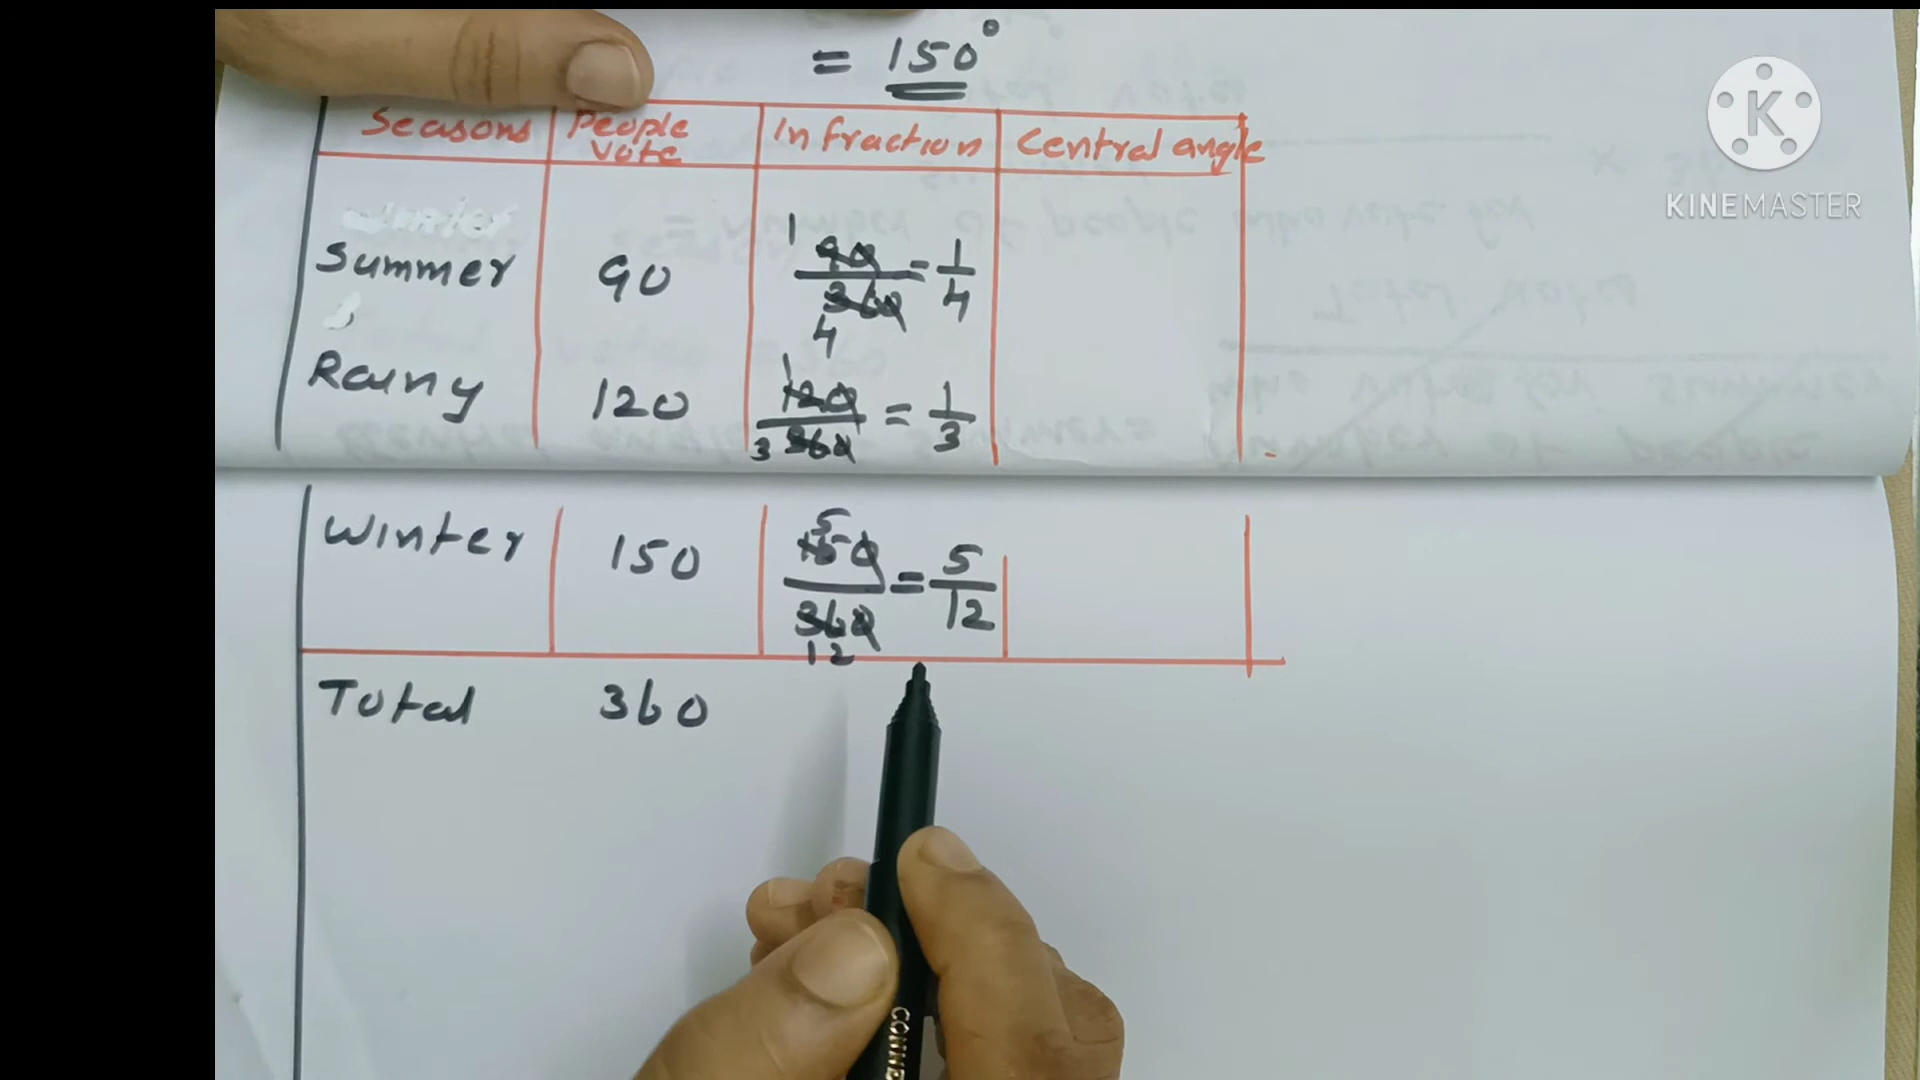 = 150°
Seasons People vote In fraction Central angle
Summer 90 90/360 = 1/4
1
4
Rainy 120 120/360 = 1/3
1
3
Winter 150 150/360 = 5/12
5
12
Total 360
K
KINEMASTER
CONNE